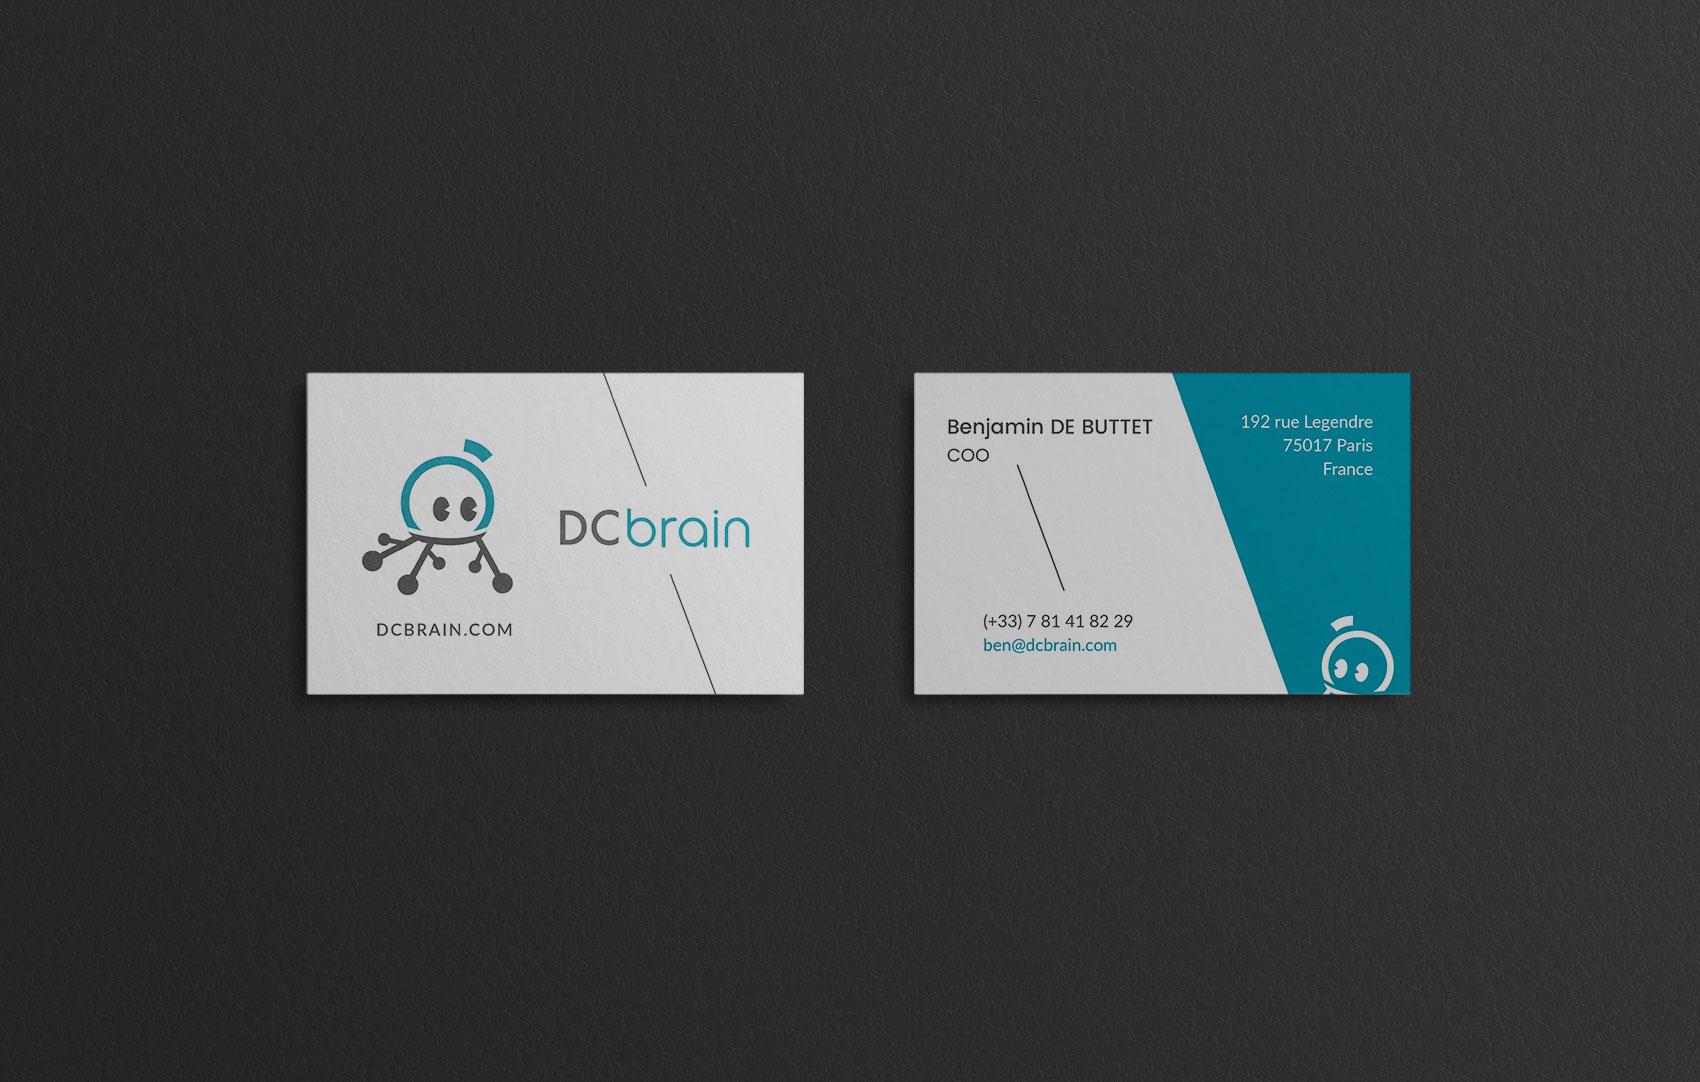 DCbrain
DCBRAIN.COM
Benjamin DE BUTTET
COO
(+33) 7 81 41 82 29
ben@dcbrain.com
192 rue Legendre
75017 Paris
France